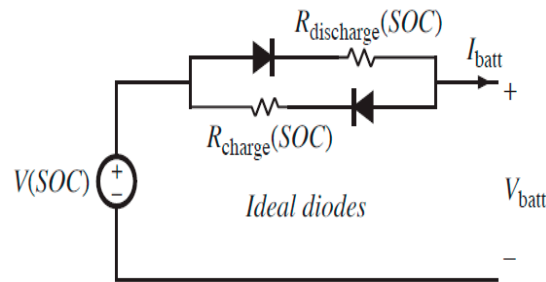 R_discharge(SOC)
I_batt
+
R_charge(SOC)
V(SOC)
+
−
Ideal diodes
V_batt
−